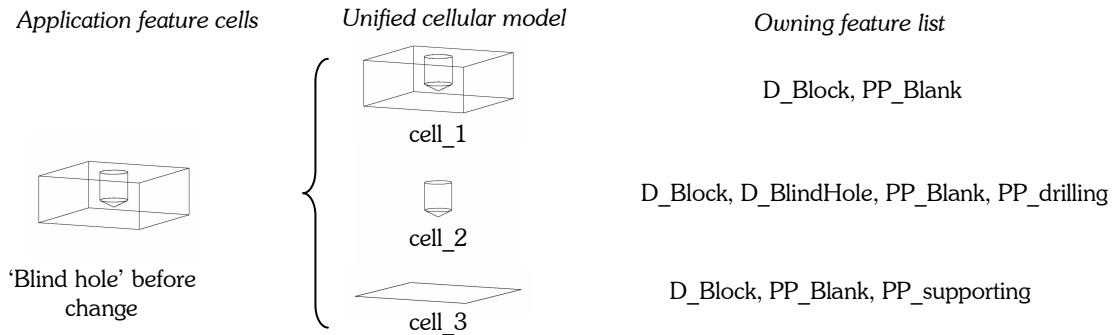 Application feature cells
Unified cellular model
Owning feature list
cell_1
D_Block, PP_Blank
cell_2
D_Block, D_BlindHole, PP_Blank, PP_drilling
‘Blind hole’ before
change
cell_3
D_Block, PP_Blank, PP_supporting